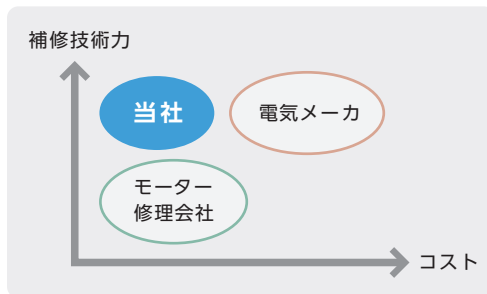 補修技術力
当社
電気メーカ
モーター
修理会社
コスト